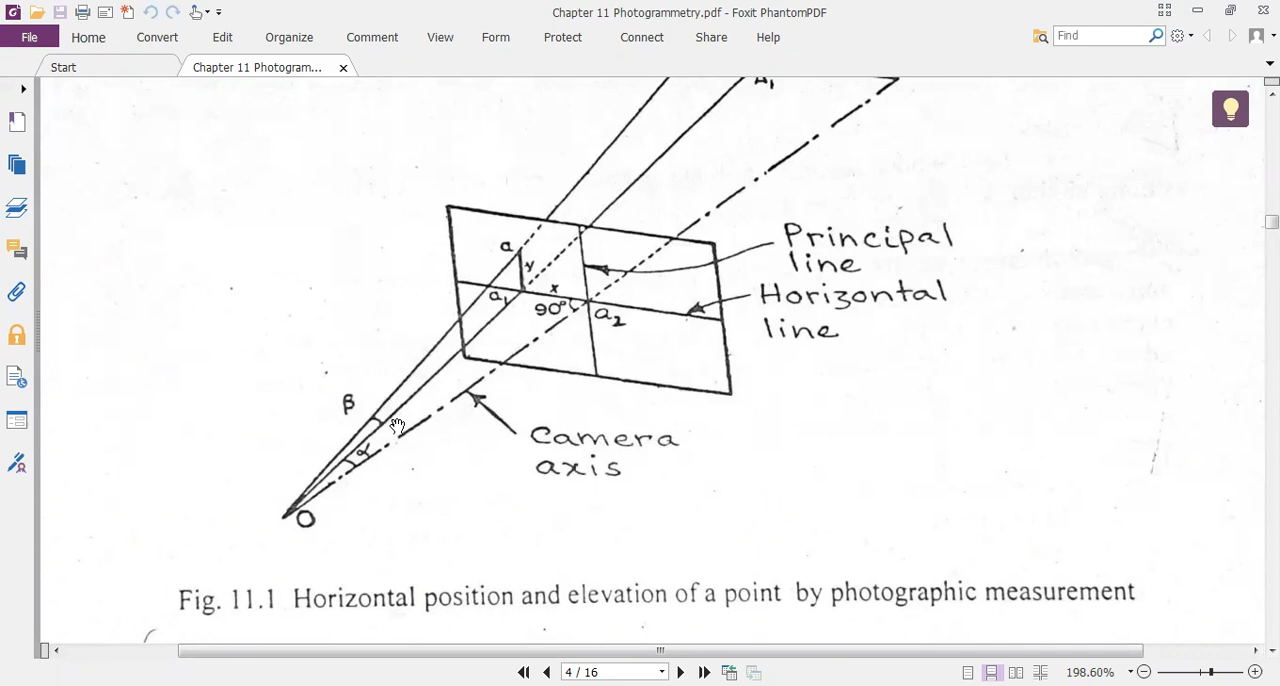 Chapter 11 Photogrammetry.pdf - Foxit PhantomPDF
File Home Convert Edit Organize Comment View Form Protect Connect Share Help
Find
Start
Chapter 11 Photogram...
A1
a
y
Principal
line
a1
x
90°
a2
Horizontal
line
β
α
Camera
axis
O
Fig. 11.1 Horizontal position and elevation of a point by photographic measurement
4 / 16
198.60%